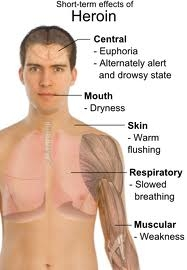 Short-term effects of
Heroin
Central
- Euphoria
- Alternately alert
and drowsy state
Mouth
- Dryness
Skin
- Warm
flushing
Respiratory
- Slowed
breathing
Muscular
- Weakness